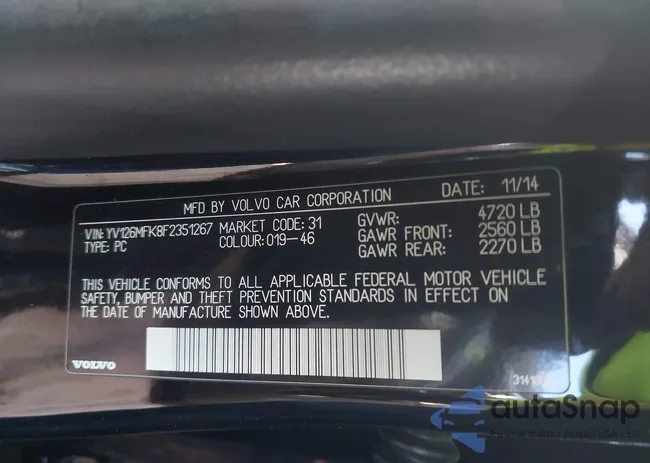 MFD BY VOLVO CAR CORPORATION DATE: 11/14
VIN: YV126MFK8F2351267 MARKET CODE: 31 GVWR: 4720 LB
TYPE: PC COLOUR: 019-46 GAWR FRONT: 2560 LB
GAWR REAR: 2270 LB
THIS VEHICLE CONFORMS TO ALL APPLICABLE FEDERAL MOTOR VEHICLE
SAFETY, BUMPER AND THEFT PREVENTION STANDARDS IN EFFECT ON
THE DATE OF MANUFACTURE SHOWN ABOVE.
VOLVO
autoSnap